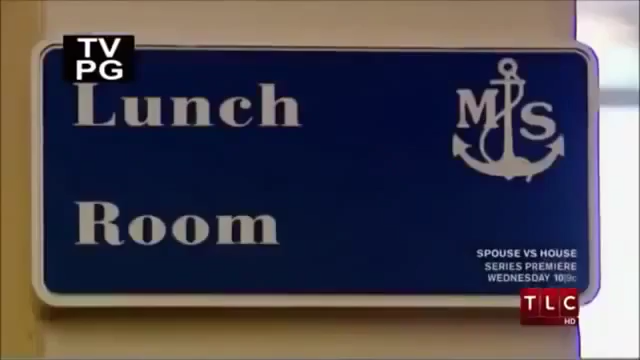 TV
PG
Lunch
Room
M S
SPOUSE VS HOUSE
SERIES PREMIERE
WEDNESDAY 10|9c
TLC
HD